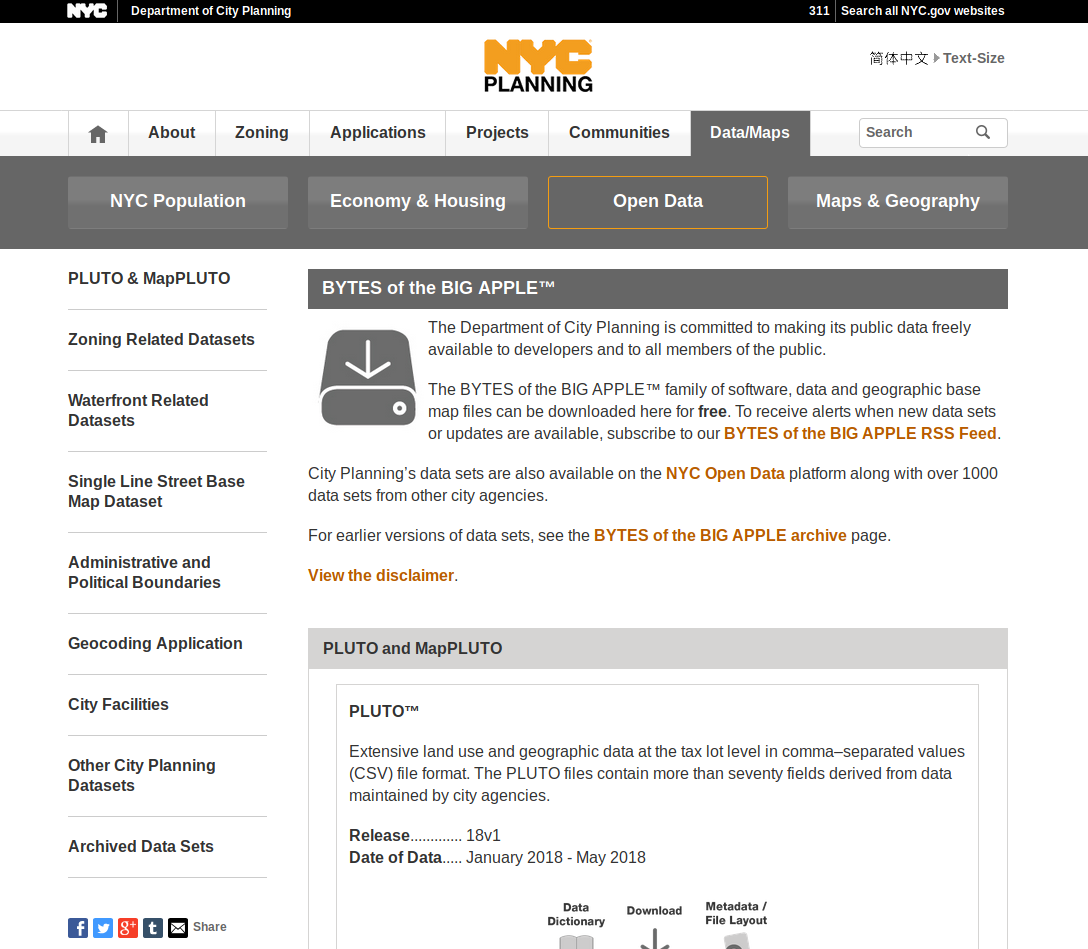 NYC Department of City Planning 311 Search all NYC.gov websites
NYC
PLANNING
简体中文 Text-Size
About Zoning Applications Projects Communities Data/Maps Search
NYC Population Economy & Housing Open Data Maps & Geography
PLUTO & MapPLUTO
Zoning Related Datasets
Waterfront Related
Datasets
Single Line Street Base
Map Dataset
Administrative and
Political Boundaries
Geocoding Application
City Facilities
Other City Planning
Datasets
Archived Data Sets
Share
BYTES of the BIG APPLE™
The Department of City Planning is committed to making its public data freely
available to developers and to all members of the public.
The BYTES of the BIG APPLE™ family of software, data and geographic base
map files can be downloaded here for free. To receive alerts when new data sets
or updates are available, subscribe to our BYTES of the BIG APPLE RSS Feed.
City Planning’s data sets are also available on the NYC Open Data platform along with over 1000
data sets from other city agencies.
For earlier versions of data sets, see the BYTES of the BIG APPLE archive page.
View the disclaimer.
PLUTO and MapPLUTO
PLUTO™
Extensive land use and geographic data at the tax lot level in comma–separated values
(CSV) file format. The PLUTO files contain more than seventy fields derived from data
maintained by city agencies.
Release............. 18v1
Date of Data..... January 2018 - May 2018
Data
Dictionary
Download
Metadata /
File Layout